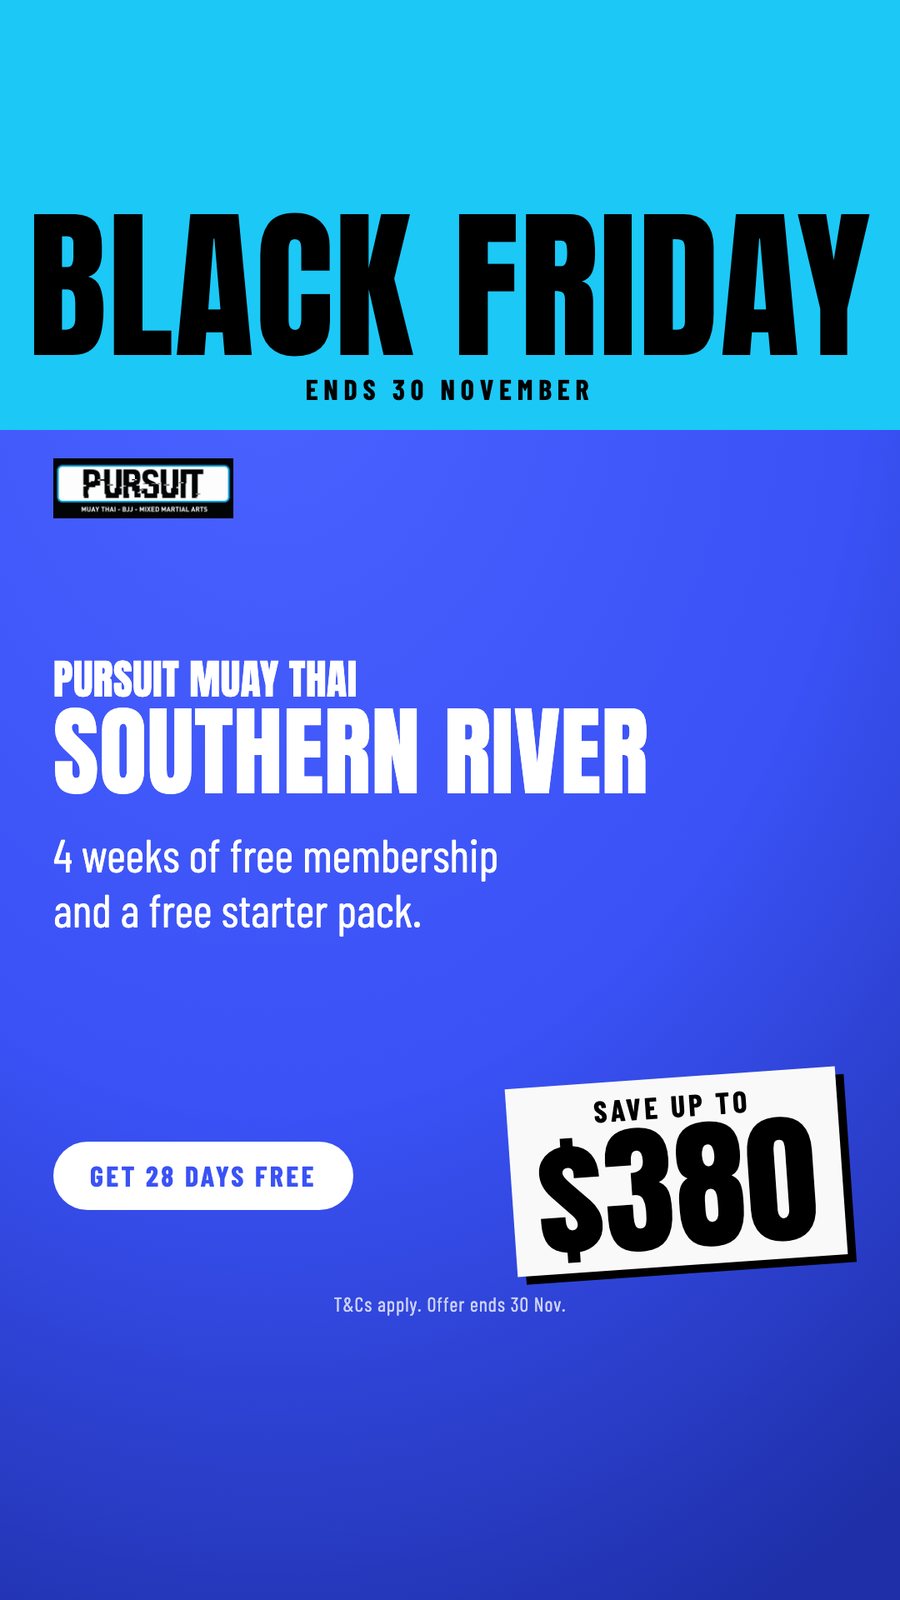 BLACK FRIDAY
ENDS 30 NOVEMBER
PURSUIT
MUAY THAI - BJJ - MIXED MARTIAL ARTS
PURSUIT MUAY THAI
SOUTHERN RIVER
4 weeks of free membership
and a free starter pack.
SAVE UP TO
$380
GET 28 DAYS FREE
T&Cs apply. Offer ends 30 Nov.